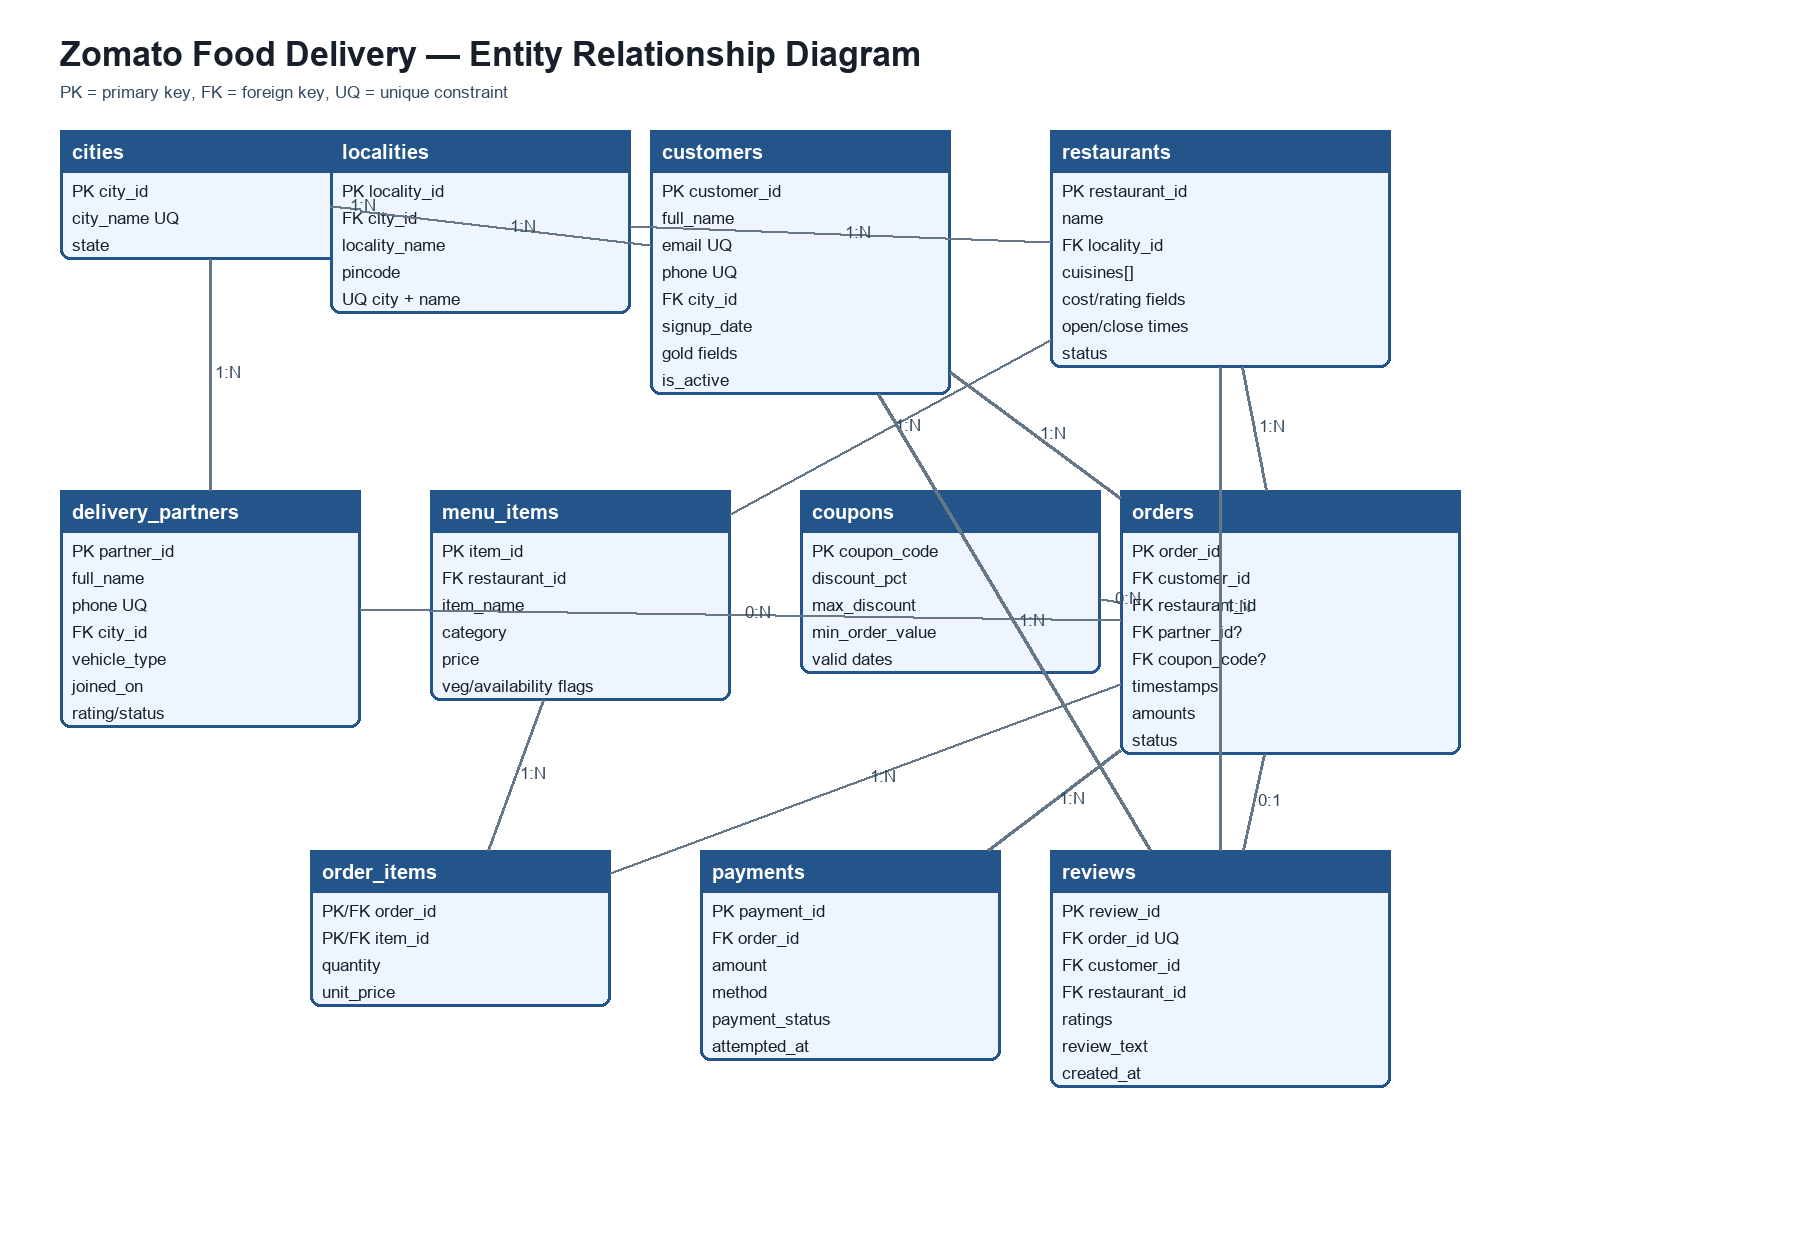 Zomato Food Delivery — Entity Relationship Diagram
PK = primary key, FK = foreign key, UQ = unique constraint
cities
PK city_id
city_name UQ
state
localities
PK locality_id
FK city_id
locality_name
pincode
UQ city + name
customers
PK customer_id
full_name
email UQ
phone UQ
FK city_id
signup_date
gold fields
is_active
restaurants
PK restaurant_id
name
FK locality_id
cuisines[]
cost/rating fields
open/close times
status
1:N
1:N
1:N
1:N
1:N
1:N
1:N
delivery_partners
PK partner_id
full_name
phone UQ
FK city_id
vehicle_type
joined_on
rating/status
menu_items
PK item_id
FK restaurant_id
item_name
category
price
veg/availability flags
coupons
PK coupon_code
discount_pct
max_discount
min_order_value
valid dates
orders
PK order_id
FK customer_id
FK restaurant_id
FK partner_id?
FK coupon_code?
timestamps
amounts
status
0:N
1:N
0:N
1:N
1:N
1:N
1:N
0:1
order_items
PK/FK order_id
PK/FK item_id
quantity
unit_price
payments
PK payment_id
FK order_id
amount
method
payment_status
attempted_at
reviews
PK review_id
FK order_id UQ
FK customer_id
FK restaurant_id
ratings
review_text
created_at